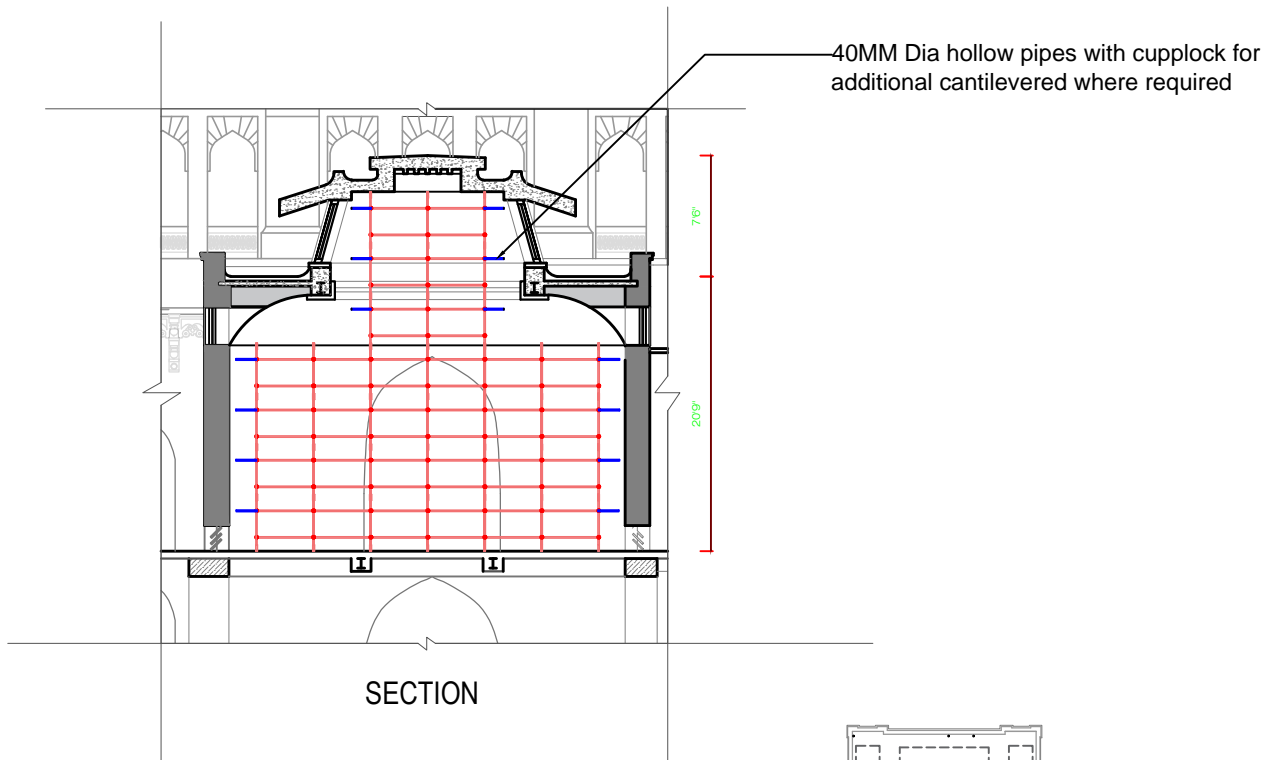 40MM Dia hollow pipes with cupplock for
additional cantilevered where required
7'6"
20'9"
SECTION